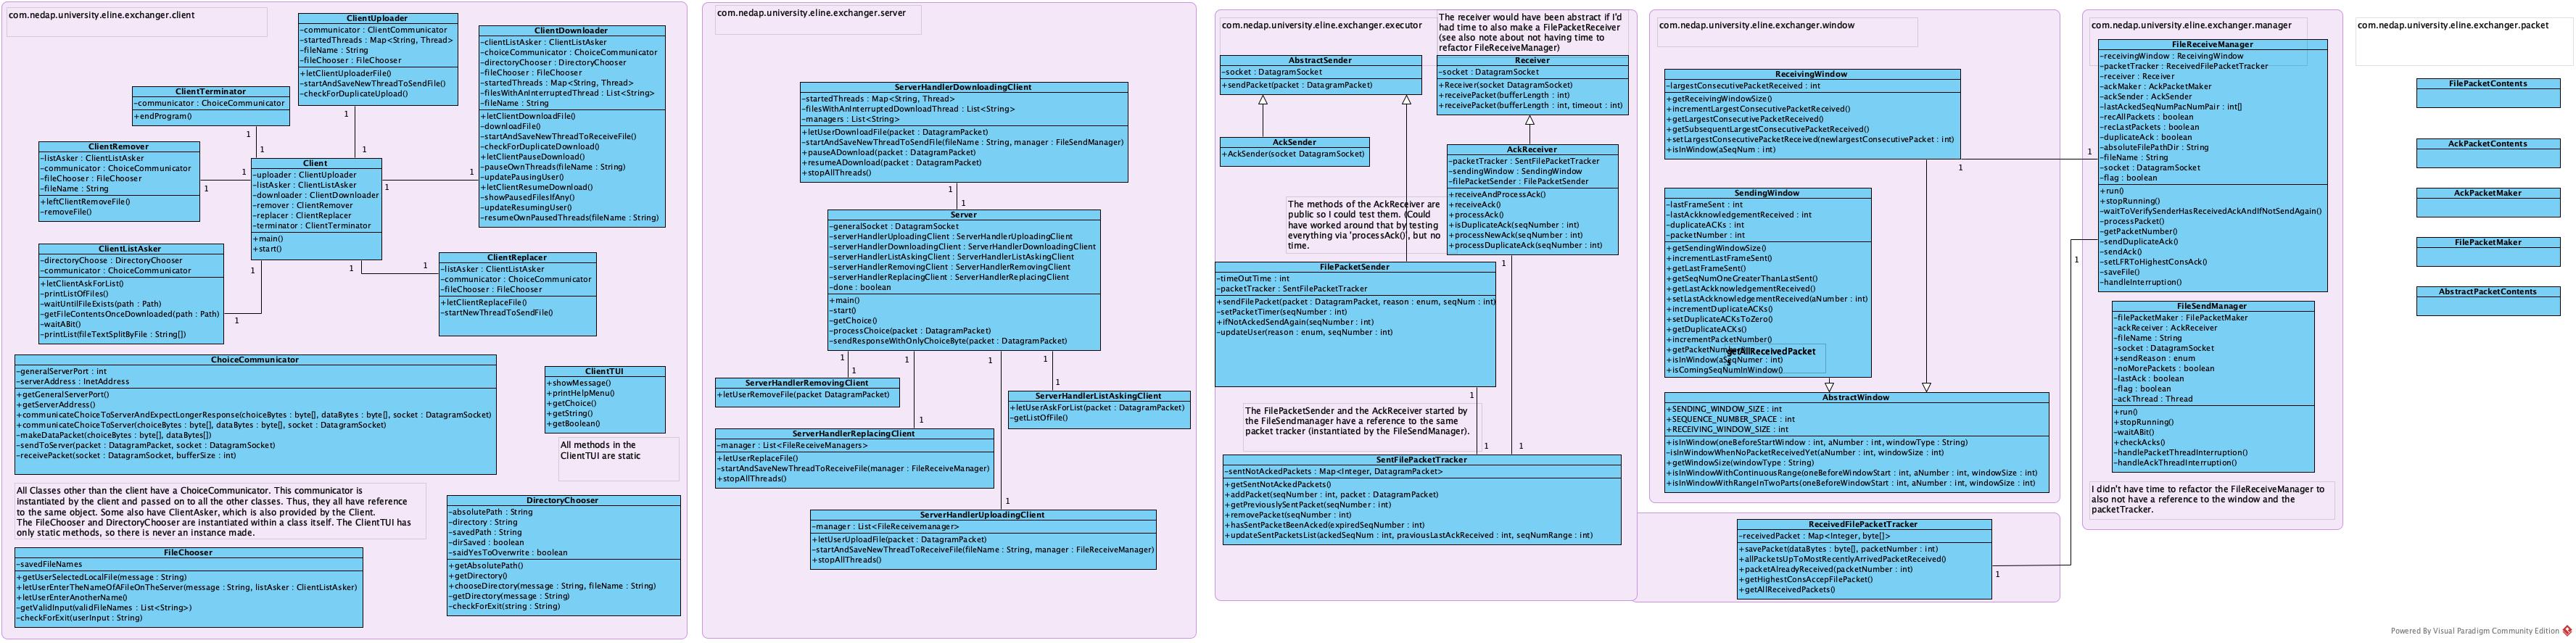 com.nedap.university.eline.exchanger.client
ClientUploader
-communicator : ClientCommunicator
-startedThreads : Map<String, Thread>
-fileName : String
-fileChooser : FileChooser
+letClientUploaderFile()
-startAndSaveNewThreadToSendFile()
-checkForDuplicateUpload()
ClientDownloader
-clientListAsker : ClientListAsker
-choiceCommunicator : ChoiceCommunicator
-directoryChooser : DirectoryChooser
-fileChooser : FileChooser
-startedThreads : Map<String, Thread>
-filesWithAnInterruptedThread : List<String>
-fileName : String
+letClientDownloadFile()
-downloadFile()
-startAndSaveNewThreadToReceiveFile()
-checkForDuplicateDownload()
+letClientPauseDownload()
-pauseOwnThreads(fileName : String)
-updatePausingUser()
+letClientResumeDownload()
-showPausedFilesIfAny()
-updateResumingUser()
-resumeOwnPausedThreads(fileName : String)
ClientTerminator
-communicator : ChoiceCommunicator
+endProgram()
ClientRemover
-listAsker : ClientListAsker
-communicator : ChoiceCommunicator
-fileChooser : FileChooser
-fileName : String
+leftClientRemoveFile()
-removeFile()
Client
-uploader : ClientUploader
-listAsker : ClientListAsker
-downloader : ClientDownloader
-remover : ClientRemover
-replacer : ClientReplacer
-terminator : ClientTerminator
+main()
+start()
1
1
1
1
1
1
1
1
1
1
1
1
ClientListAsker
-directoryChoose : DirectoryChooser
-communicator : ChoiceCommunicator
+letClientAskForList()
-printListOfFiles()
-waitUntilFileExists(path : Path)
-getFileContentsOnceDownloaded(path : Path)
-waitABit()
-printList(fileTextSplitByFile : String[])
ClientReplacer
-listAsker : ClientListAsker
-communicator : ChoiceCommunicator
-fileChooser : FileChooser
+letClientReplaceFile()
-startNewThreadToSendFile()
ChoiceCommunicator
-generalServerPort : int
-serverAddress : InetAddress
+getGeneralServerPort()
+getServerAddress()
+communicateChoiceToServerAndExpectLongerResponse(choiceBytes : byte[], dataBytes : byte[], socket : DatagramSocket)
+communicateChoiceToServer(choiceBytes : byte[], dataBytes : byte[], socket : DatagramSocket)
-makeDataPacket(choiceBytes : byte[], dataBytes[])
-sendToServer(packet : DatagramPacket, socket : DatagramSocket)
-receivePacket(socket : DatagramSocket, bufferSize : int)
ClientTUI
+showMessage()
+printHelpMenu()
+getChoice()
+getString()
+getBoolean()
All methods in the
ClientTUI are static
All Classes other than the client have a ChoiceCommunicator. This communicator is
instantiated by the client and passed on to all the other classes. Thus, they all have reference
to the same object. Some also have ClientAsker, which is also provided by the Client.
The FileChooser and DirectoryChooser are instantiated within a class itself. The ClientTUI has
only static methods, so there is never an instance made.
DirectoryChooser
-absolutePath : String
-directory : String
-savedPath : String
-dirSaved : boolean
-saidYesToOverwrite : boolean
+getAbsolutePath()
+getDirectory()
+chooseDirectory(message : String, fileName : String)
-getDirectory(message : String)
-checkForExit(string : String)
FileChooser
-savedFileNames
+getUserSelectedLocalFile(message : String)
+letUserEnterTheNameOfAFileOnTheServer(message : String, listAsker : ClientListAsker)
+letUserEnterAnotherName()
-getValidInput(validFileNames : List<String>)
-checkForExit(userInput : String)
com.nedap.university.eline.exchanger.server
ServerHandlerDownloadingClient
-startedThreads : Map<String, Thread>
-filesWithAnInterruptedDownloadThread : List<String>
-managers : List<String>
+letUserDownloadFile(packet : DatagramPacket)
-startAndSaveNewThreadToSendFile(fileName : String, manager : FileSendManager)
+pauseADownload(packet : DatagramPacket)
+resumeADownload(packet : DatagramPacket)
+stopAllThreads()
1
1
Server
-generalSocket : DatagramSocket
-serverHandlerUploadingClient : ServerHandlerUploadingClient
-serverHandlerDownloadingClient : ServerHandlerDownloadingClient
-serverHandlerListAskingClient : ServerHandlerListAskingClient
-serverHandlerRemovingClient : ServerHandlerRemovingClient
-serverHandlerReplacingClient : ServerHandlerReplacingClient
-done : boolean
+main()
+start()
-getChoice()
-processChoice(packet : DatagramPacket)
-sendResponseWithOnlyChoiceByte(packet : DatagramPacket)
1
1
1
1
1
1
1
1
ServerHandlerRemovingClient
+letUserRemoveFile(packet DatagramPacket)
ServerHandlerListAskingClient
+letUserAskForList(packet : DatagramPacket)
-getListOfFile()
ServerHandlerReplacingClient
-manager : List<FileReceiveManagers>
+letUserReplaceFile()
-startAndSaveNewThreadToReceiveFile(manager : FileReceiveManager)
+stopAllThreads()
ServerHandlerUploadingClient
-manager : List<FileReceivemanager>
+letUserUploadFile(packet : DatagramPacket)
-startAndSaveNewThreadToReceiveFile(fileName : String, manager : FileReceiveManager)
+stopAllThreads()
com.nedap.university.eline.exchanger.executor
The receiver would have been abstract if I'd
had time to also make a FilePacketReceiver
(see also note about not having time to
refactor FileReceiveManager)
AbstractSender
-socket : DatagramSocket
+sendPacket(packet : DatagramPacket)
Receiver
-socket : DatagramSocket
+Receiver(socket DatagramSocket)
+receivePacket(bufferLength : int)
+receivePacket(bufferLength : int, timeout : int)
AckSender
+AckSender(socket DatagramSocket)
AckReceiver
-packetTracker : SentFilePacketTracker
-sendingWindow : SendingWindow
-filePacketSender : FilePacketSender
+receiveAndProcessAck()
+receiveAck()
+processAck()
+isDuplicateAck(seqNumber : int)
+processNewAck(seqNumber : int)
+processDuplicateAck(seqNumber : int)
The methods of the AckReceiver are
public so I could test them. (Could
have worked around that by testing
everything via 'processAck()', but no
time.
FilePacketSender
-timeOutTime : int
-packetTracker : SentFilePacketTracker
+sendFilePacket(packet : DatagramPacket, reason : enum, seqNum : int)
-setPacketTimer(seqNumber : int)
+ifNotAckedSendAgain(seqNumber : int)
-updateUser(reason : enum, seqNumber : int)
1
1
1
1
The FilePacketSender and the AckReceiver started by
the FileSendmanager have a reference to the same
packet tracker (instantiated by the FileSendManager).
SentFilePacketTracker
-sentNotAckedPackets : Map<Integer, DatagramPacket>
+getSentNotAckedPackets()
+addPacket(seqNumber : int, packet : DatagramPacket)
+getPreviouslySentPacket(seqNumber : int)
+removePacket(seqNumber : int)
+hasSentPacketBeenAcked(expiredSeqNumber : int)
+updateSentPacketsList(ackedSeqNum : int, praviousLastAckReceived : int, seqNumRange : int)
com.nedap.university.eline.exchanger.window
ReceivingWindow
-largestConsecutivePacketReceived : int
+getReceivingWindowSize()
+incrementLargestConsecutivePacketReceived()
+getLargestConsecutivePacketReceived()
+getSubsequentLargestConsecutivePacketReceived()
+setLargestConsecutivePacketReceived(newlargestConsecutivePacket : int)
+isInWindow(aSeqNum : int)
SendingWindow
-lastFrameSent : int
-lastAcknowledgementReceived : int
-duplicateACKs : int
-packetNumber : int
+getSendingWindowSize()
+incrementLastFrameSent()
+getLastFrameSent()
+getSeqNumOneGreaterThanLastSent()
+getLastAckknowledgementReceived()
+setLastAckknowledgementReceived(aNumber : int)
+incrementDuplicateACKs()
+setDuplicateACKsToZero()
+getDuplicateACKs()
+incrementPacketNumber()
+getPacketNumber()
getAllReceivedPacket
+isInWindow(aSeqNumer : int)
+isComingSeqNumInWindow()
AbstractWindow
+SENDING_WINDOW_SIZE : int
+SEQUENCE_NUMBER_SPACE : int
+RECEIVING_WINDOW_SIZE : int
+isInWindow(oneBeforeStartWindow : int, aNumber : int, windowType : String)
-isInWindowWhenNoPacketReceivedYet(aNumber : int, windowSize : int)
+getWindowSize(windowType : String)
+isInWindowWithContinuousRange(oneBeforeWindowStart : int, aNumber : int, windowSize : int)
+isInWindowWithRangeInTwoParts(oneBeforeWindowStart : int, aNumber : int, windowSize : int)
ReceivedFilePacketTracker
-receivedPacket : Map<Integer, byte[]>
+savePacket(dataBytes : byte[], packetNumber : int)
+allPacketsUpToMostRecentlyArrivedPacketReceived()
+packetAlreadyReceived(packetNumber : int)
+getHighestConsAccepFilePacket()
+getAllReceivedPackets()
1
1
1
1
com.nedap.university.eline.exchanger.manager
FileReceiveManager
-receivingWindow : ReceivingWindow
-packetTracker : ReceivedFilePacketTracker
-receiver : Receiver
-ackMaker : AckPacketMaker
-ackSender : AckSender
-lastAckedSeqNumPacNumPair : int[]
-recAllPackets : boolean
-recLastPackets : boolean
-duplicateAck : boolean
-absoluteFilePathDir : String
-fileName : String
-socket : DatagramSocket
-flag : boolean
+run()
+stopRunning()
-waitToVerifySenderHasReceivedAckAndIfNotSendAgain()
-processPacket()
-getPacketNumber()
-sendDuplicateAck()
-sendAck()
-setLFRToHighestConsAck()
-saveFile()
-handleInterruption()
FileSendManager
-filePacketMaker : FilePacketMaker
-ackReceiver : AckReceiver
-fileName : String
-socket : DatagramSocket
+sendReason : enum
-noMorePackets : boolean
-lastAck : boolean
-flag : boolean
-ackThread : Thread
+run()
+stopRunning()
-waitABit()
+checkAcks()
-handlePacketThreadInterruption()
-handleAckThreadInterruption()
I didn't have time to refactor the FileReceiveManager to
also not have a reference to the window and the
packetTracker.
com.nedap.university.eline.exchanger.packet
FilePacketContents
AckPacketContents
AckPacketMaker
FilePacketMaker
AbstractPacketContents
Powered By Visual Paradigm Community Edition